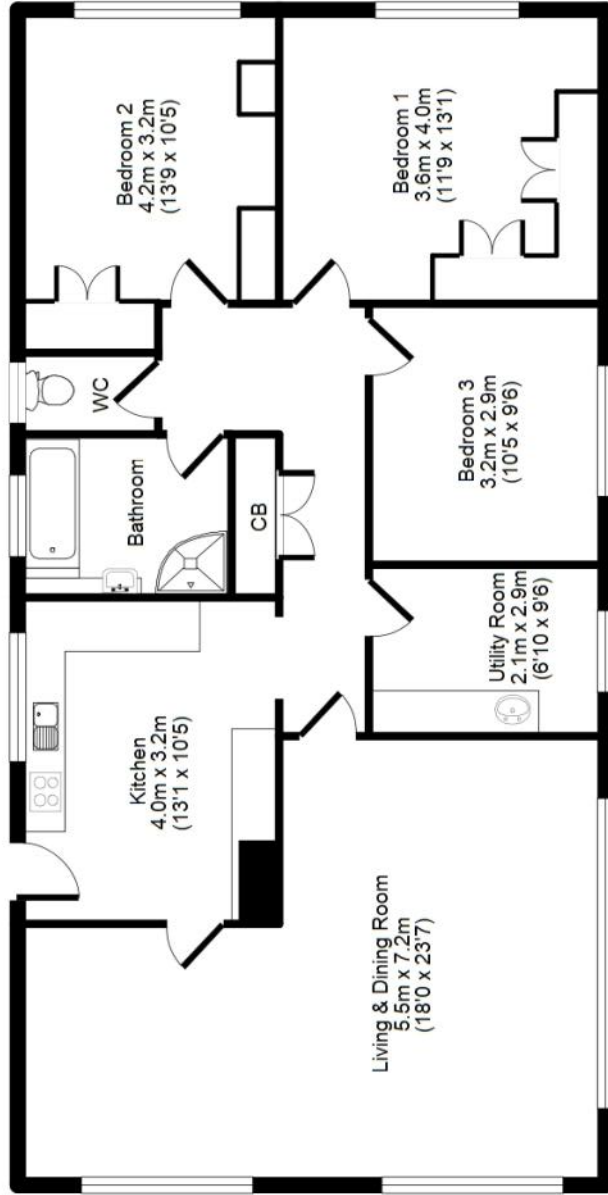 Bedroom 2
4.2m x 3.2m
(13'9 x 10'5)
Bedroom 1
3.6m x 4.0m
(11'9 x 13'1)
WC
Bathroom
CB
Bedroom 3
3.2m x 2.9m
(10'5 x 9'6)
Utility Room
2.1m x 2.9m
(6'10 x 9'6)
Kitchen
4.0m x 3.2m
(13'1 x 10'5)
Living & Dining Room
5.5m x 7.2m
(18'0 x 23'7)